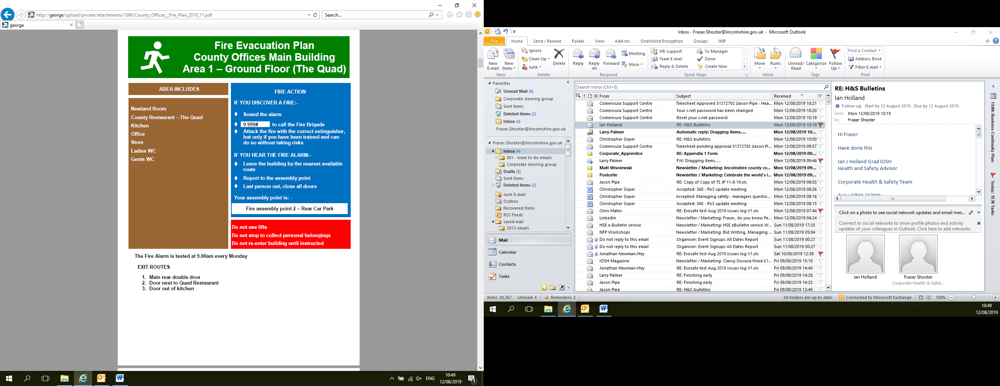 http://george/upload/private/attachments/1090/County_Offices__Fire_Plan_2018_11.pdf
Search...
george
Fire Evacuation Plan
County Offices Main Building
Area 1 – Ground Floor (The Quad)
AREA INCLUDES
Newland Room
County Restaurant – The Quad
Kitchen
Office
Store
Ladies WC
Gents WC
FIRE ACTION
IF YOU DISCOVER A FIRE:-
♦ Sound the alarm
♦ 9 999# to call the Fire Brigade
♦ Attack the fire with the correct extinguisher,
but only if you have been trained and can
do so without taking risks
IF YOU HEAR THE FIRE ALARM:-
♦ Leave the building by the nearest available
route
♦ Report to the assembly point
♦ Last person out, close all doors
Your assembly point is: -
Fire assembly point 2 – Rear Car Park
Do not use lifts
Do not stop to collect personal belongings
Do not re-enter building until instructed
The Fire Alarm is tested at 9.00am every Monday
EXIT ROUTES
1. Main rear double door
2. Door next to Quad Restaurant
3. Door out of kitchen
ENG
10:49
12/08/2019
1
Inbox - Fraser.Shooter@lincolnshire.gov.uk - Microsoft Outlook
File Home Send / Receive Folder View Add-Ins OneWorld Encryption Groups IMP
New E-mail
New Items
New
Ignore
Clean Up
Junk
Delete
Delete
Reply
Reply All
Forward
Meeting
More
Respond
HR support
Team E-mail
Reply & Delete
To Manager
Done
Create New
Quick Steps
Move
Rules
Move
Unread/ Read
Categorize
Follow Up
Tags
Find a Contact
Address Book
Filter E-mail
Find
Favorites
Unread Mail (4)
Corporate steering group
Sent Items
Deleted Items (2)
Inbox (4)
Fraser.Shooter@lincolnshire.gov.uk
Fraser.Shooter@lincolnshire.gov.uk
Inbox (4)
001 - team to do emails
Corporate steering group
Drafts [5]
Sent Items
Deleted Items (2)
Junk E-mail
Outbox
Recovered Items
RSS Feeds
saved mail
2013 emails
Mail
Calendar
Contacts
Tasks
Search Inbox (Ctrl+E)
From Subject Received
Comensura Support Centre Timesheet Approved 51372792 (Jason Pipe - Hea... Mon 12/08/2019 10:21
Comensura Support Centre Your c.net password has been changed Mon 12/08/2019 10:20
Comensura Support Centre Reset your c.net password Mon 12/08/2019 10:19
Ian Holland RE: H&S Bulletins Mon 12/08/2019 10:19
Larry Palmer Automatic reply: Dragging items..... Mon 12/08/2019 10:...
Christopher Soper RE: H&S bulletins Mon 12/08/2019 10:00
Comensura Support Centre Timesheet pending approval 51372792 (Jason Pi... Mon 12/08/2019 09:57
Corporate_Apprentice RE: Appendix 1 Form Mon 12/08/2019 09:...
Larry Palmer FW: Dragging items..... Mon 12/08/2019 09:46
Matt Wisniewski Newsletter / Marketing: lincolnshire county co... Mon 12/08/2019 09:...
Posturite Newsletter / Marketing: Celebrate the world's l... Mon 12/08/2019 09:...
Jason Pipe RE: Copy of Copy of TS JP 11-8-19.xls Mon 12/08/2019 09:03
Christopher Soper Accepted: 360 - Po3 update meeting Mon 12/08/2019 08:26
Christopher Soper Accepted: Managing safety - managers questio... Mon 12/08/2019 08:16
Christopher Soper Accepted: 360 - Po3 update meeting Mon 12/08/2019 08:15
Chris Mates RE: Evosafe test Aug 2019 issues log V1.xls Mon 12/08/2019 07:44
LinkedIn Newsletter / Marketing: Fraser, do you know Pe... Mon 12/08/2019 04:24
HSE e-Bulletin service Newsletter / Marketing: HSE eBulletin service W... Sun 11/08/2019 17:35
NFP Workshops Newsletter / Marketing: Bid Writing, Managing ... Sun 11/08/2019 05:04
Do not reply to this email Organiser: Event Signups All Dates Report Sun 11/08/2019 00:27
Do not reply to this email Organiser: Event Signups All Dates Report Sun 11/08/2019 00:27
Jonathan Newman-Hey RE: Evosafe test Aug 2019 issues log V1.xls Sat 10/08/2019 12:38
IOSH Magazine Newsletter / Marketing: Clancy Docwra fined £1... Fri 09/08/2019 15:19
Jonathan Newman-Hey RE: Evosafe test Aug 2019 issues log V1.xls Fri 09/08/2019 14:40
Larry Palmer RE: Finishing early Fri 09/08/2019 14:28
Jason Pipe RE: Finishing early Fri 09/08/2019 14:25
Jason Pipe RE: H&S bulletins Fri 09/08/2019 13:49
RE: H&S Bulletins
Ian Holland
Follow up. Start by 12 August 2019. Due by 12 August 2019.
Sent: Mon 12/08/2019 10:19
To: Fraser Shooter
Hi Fraser
Have done this
Ian J Holland Grad IOSH
Health and Safety Advisor
Corporate Health & Safety Team
Click on a photo to see social network updates and email mes...
Connect to social networks to show profile photos and activity
updates of your colleagues in Outlook. Click here to add networks.
Ian Holland
Fraser Shooter
Corporate Health & Safet...
11:00: Business Continuity Plan
Today: 1578 Tasks
Items: 20,367 Unread: 4 Reminders: 2
All folders are up to date. Connected to Microsoft Exchange 100%
10:49
12/08/2019